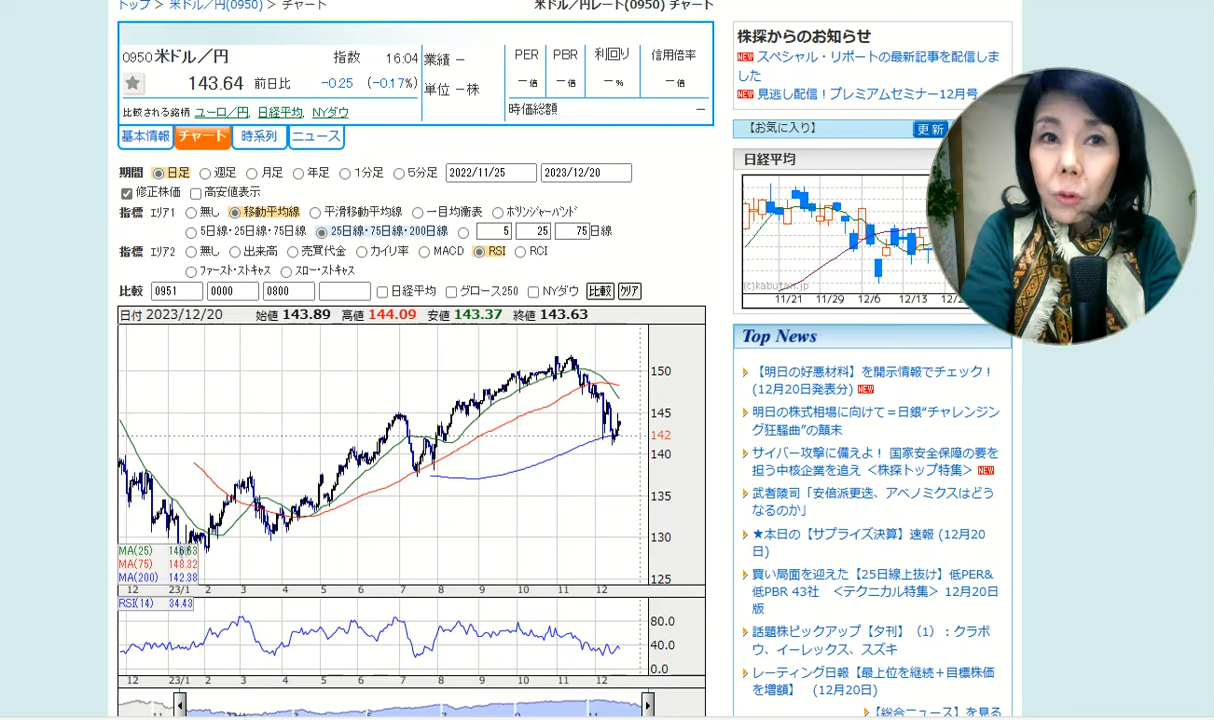 トップ > 米ドル／円(0950) > チャート
米ドル／円レート(0950) チャート
0950 米ドル／円 指数 16:04
143.64 前日比 -0.25 (-0.17%)
業績 －
単位 －株
PER PBR 利回り 信用倍率
－倍 －倍 －% －倍
時価総額 －
比較される銘柄 ユーロ／円, 日経平均, NYダウ
基本情報 チャート 時系列 ニュース
期間 日足 週足 月足 年足 1分足 5分足 2022/11/25 2023/12/20
修正株価 高安値表示
指標 エリア1 無し 移動平均線 平滑移動平均線 一目均衡表 ボリンジャーバンド
5日線・25日線・75日線 25日線・75日線・200日線 5 25 75 日線
指標 エリア2 無し 出来高 売買代金 カイリ率 MACD RSI RCI
ファースト・ストキャス スロー・ストキャス
比較 0951 0000 0800 日経平均 グロース250 NYダウ 比較 クリア
日付 2023/12/20 始値 143.89 高値 144.09 安値 143.37 終値 143.63
150
145
142
140
135
130
125
MA(25) 146.63
MA(75) 148.32
MA(200) 142.38
12 23/1 2 3 4 5 6 7 8 9 10 11 12
RSI(14) 34.43
80.0
40.0
0.0
12 23/1 2 3 4 5 6 7 8 9 10 11 12
株探からのお知らせ
NEW スペシャル・リポートの最新記事を配信しま
した
NEW 見逃し配信！プレミアムセミナー12月号
【お気に入り】 更新
日経平均
(c)kabutan.jp
11/21 11/29 12/6 12/13
Top News
【明日の好悪材料】を開示情報でチェック！
(12月20日発表分) NEW
明日の株式相場に向けて＝日銀“チャレンジン
グ狂騒曲”の顛末
サイバー攻撃に備えよ！ 国家安全保障の要を
担う中核企業を追え ＜株探トップ特集＞ NEW
武者陵司「安倍派更迭、アベノミクスはどう
なるのか」
★本日の【サプライズ決算】速報 (12月20
日)
買い局面を迎えた【25日線上抜け】低PER&
低PBR 43社 ＜テクニカル特集＞ 12月20日
版
話題株ピックアップ【夕刊】（1）：クラボ
ウ、イーレックス、スズキ
レーティング日報【最上位を継続＋目標株価
を増額】 (12月20日)
【総合ニュース】を見る